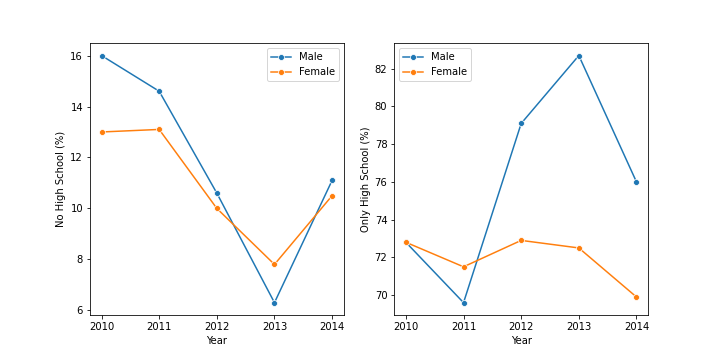 No High School (%)
16
14
12
10
8
6
2010 2011 2012 2013 2014
Year
Male
Female
Only High School (%)
82
80
78
76
74
72
70
2010 2011 2012 2013 2014
Year
Male
Female